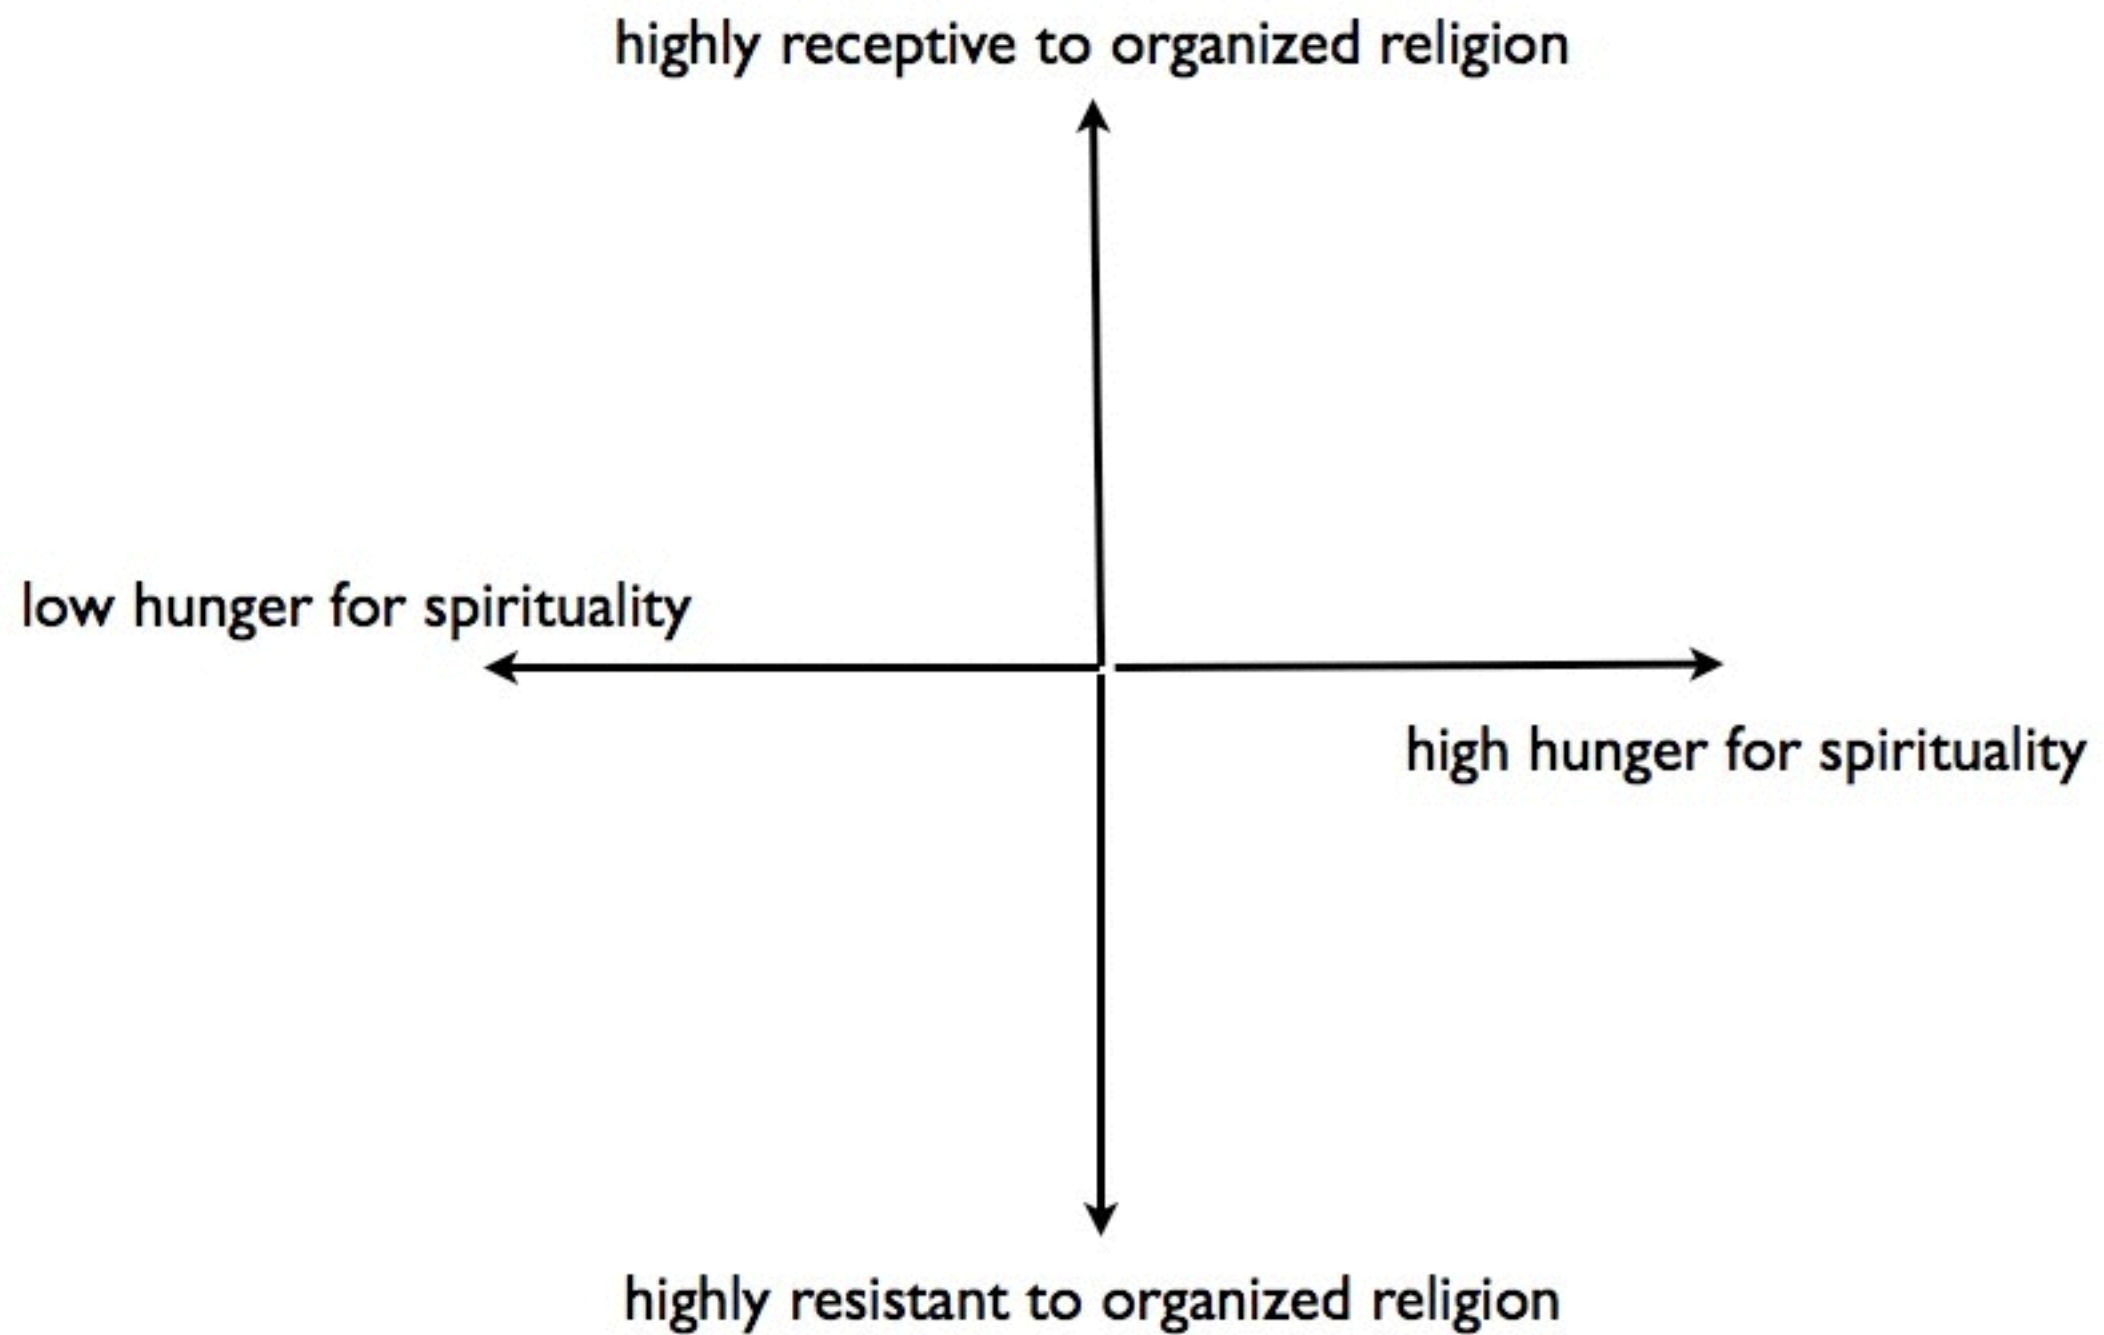 highly receptive to organized religion
low hunger for spirituality
high hunger for spirituality
highly resistant to organized religion